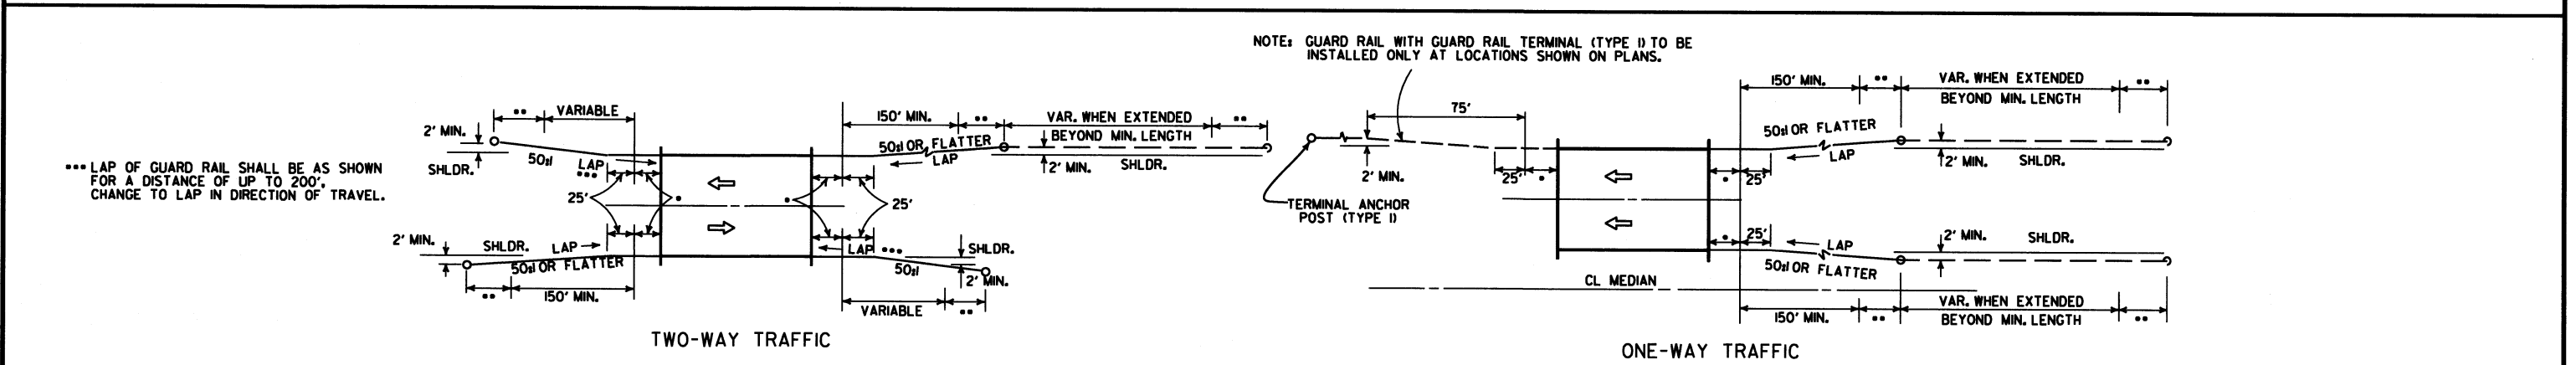 NOTE: GUARD RAIL WITH GUARD RAIL TERMINAL (TYPE I) TO BE
INSTALLED ONLY AT LOCATIONS SHOWN ON PLANS.
••• LAP OF GUARD RAIL SHALL BE AS SHOWN
FOR A DISTANCE OF UP TO 200'.
CHANGE TO LAP IN DIRECTION OF TRAVEL.
•• VARIABLE
2' MIN.
SHLDR.
50:1
LAP
•••
25'
•
150' MIN. •• VAR. WHEN EXTENDED ••
BEYOND MIN. LENGTH
50:1 OR FLATTER
LAP
2' MIN. SHLDR.
•
25'
2' MIN.
SHLDR. LAP
50:1 OR FLATTER
•• 150' MIN.
LAP •••
50:1
SHLDR.
2' MIN.
VARIABLE ••
TWO-WAY TRAFFIC
75'
2' MIN.
25' •
TERMINAL ANCHOR
POST (TYPE I)
150' MIN. •• VAR. WHEN EXTENDED ••
BEYOND MIN. LENGTH
50:1 OR FLATTER
LAP
2' MIN. SHLDR.
• 25'
• 25'
LAP
50:1 OR FLATTER
2' MIN. SHLDR.
CL MEDIAN
150' MIN. •• VAR. WHEN EXTENDED ••
BEYOND MIN. LENGTH
ONE-WAY TRAFFIC